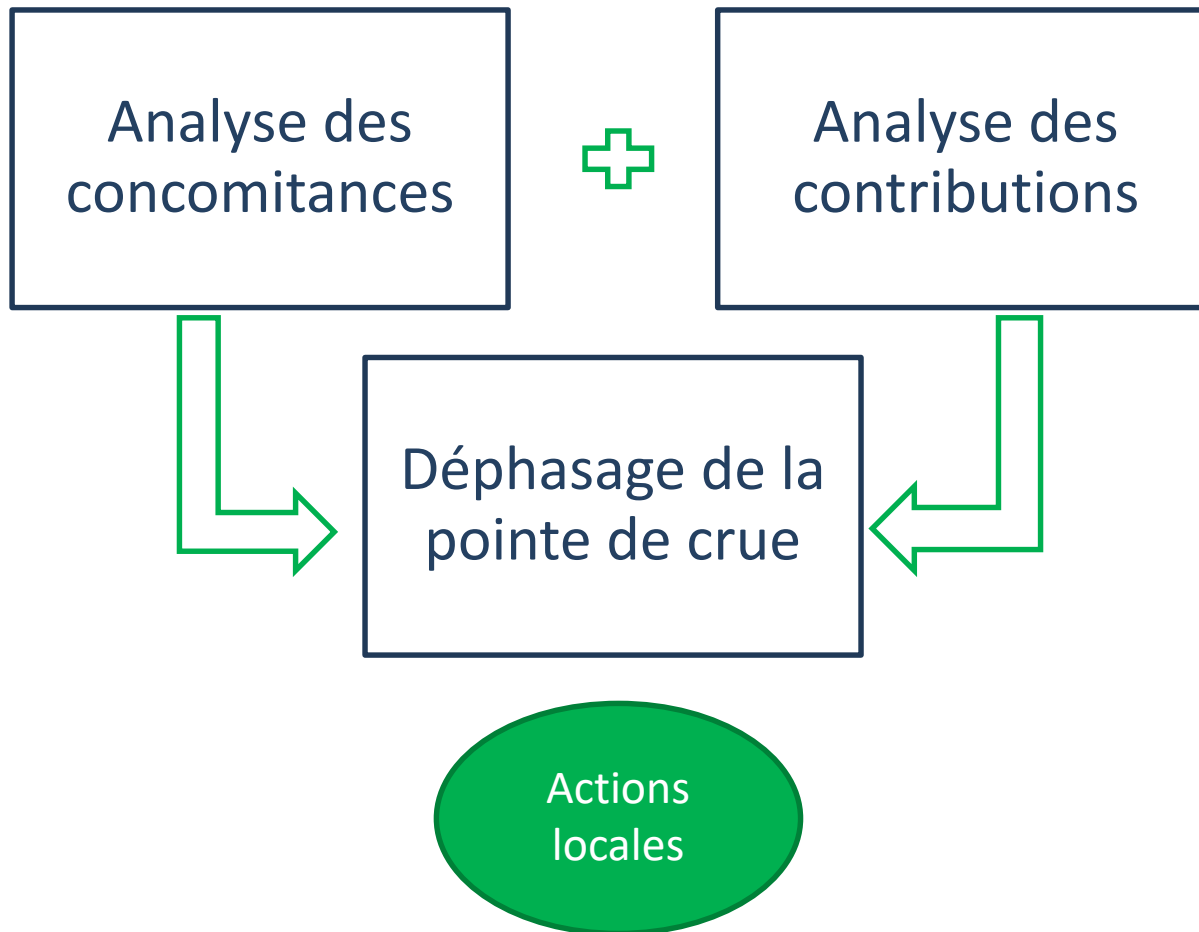 Analyse des
concomitances
Analyse des
contributions
Déphasage de la
pointe de crue
Actions
locales